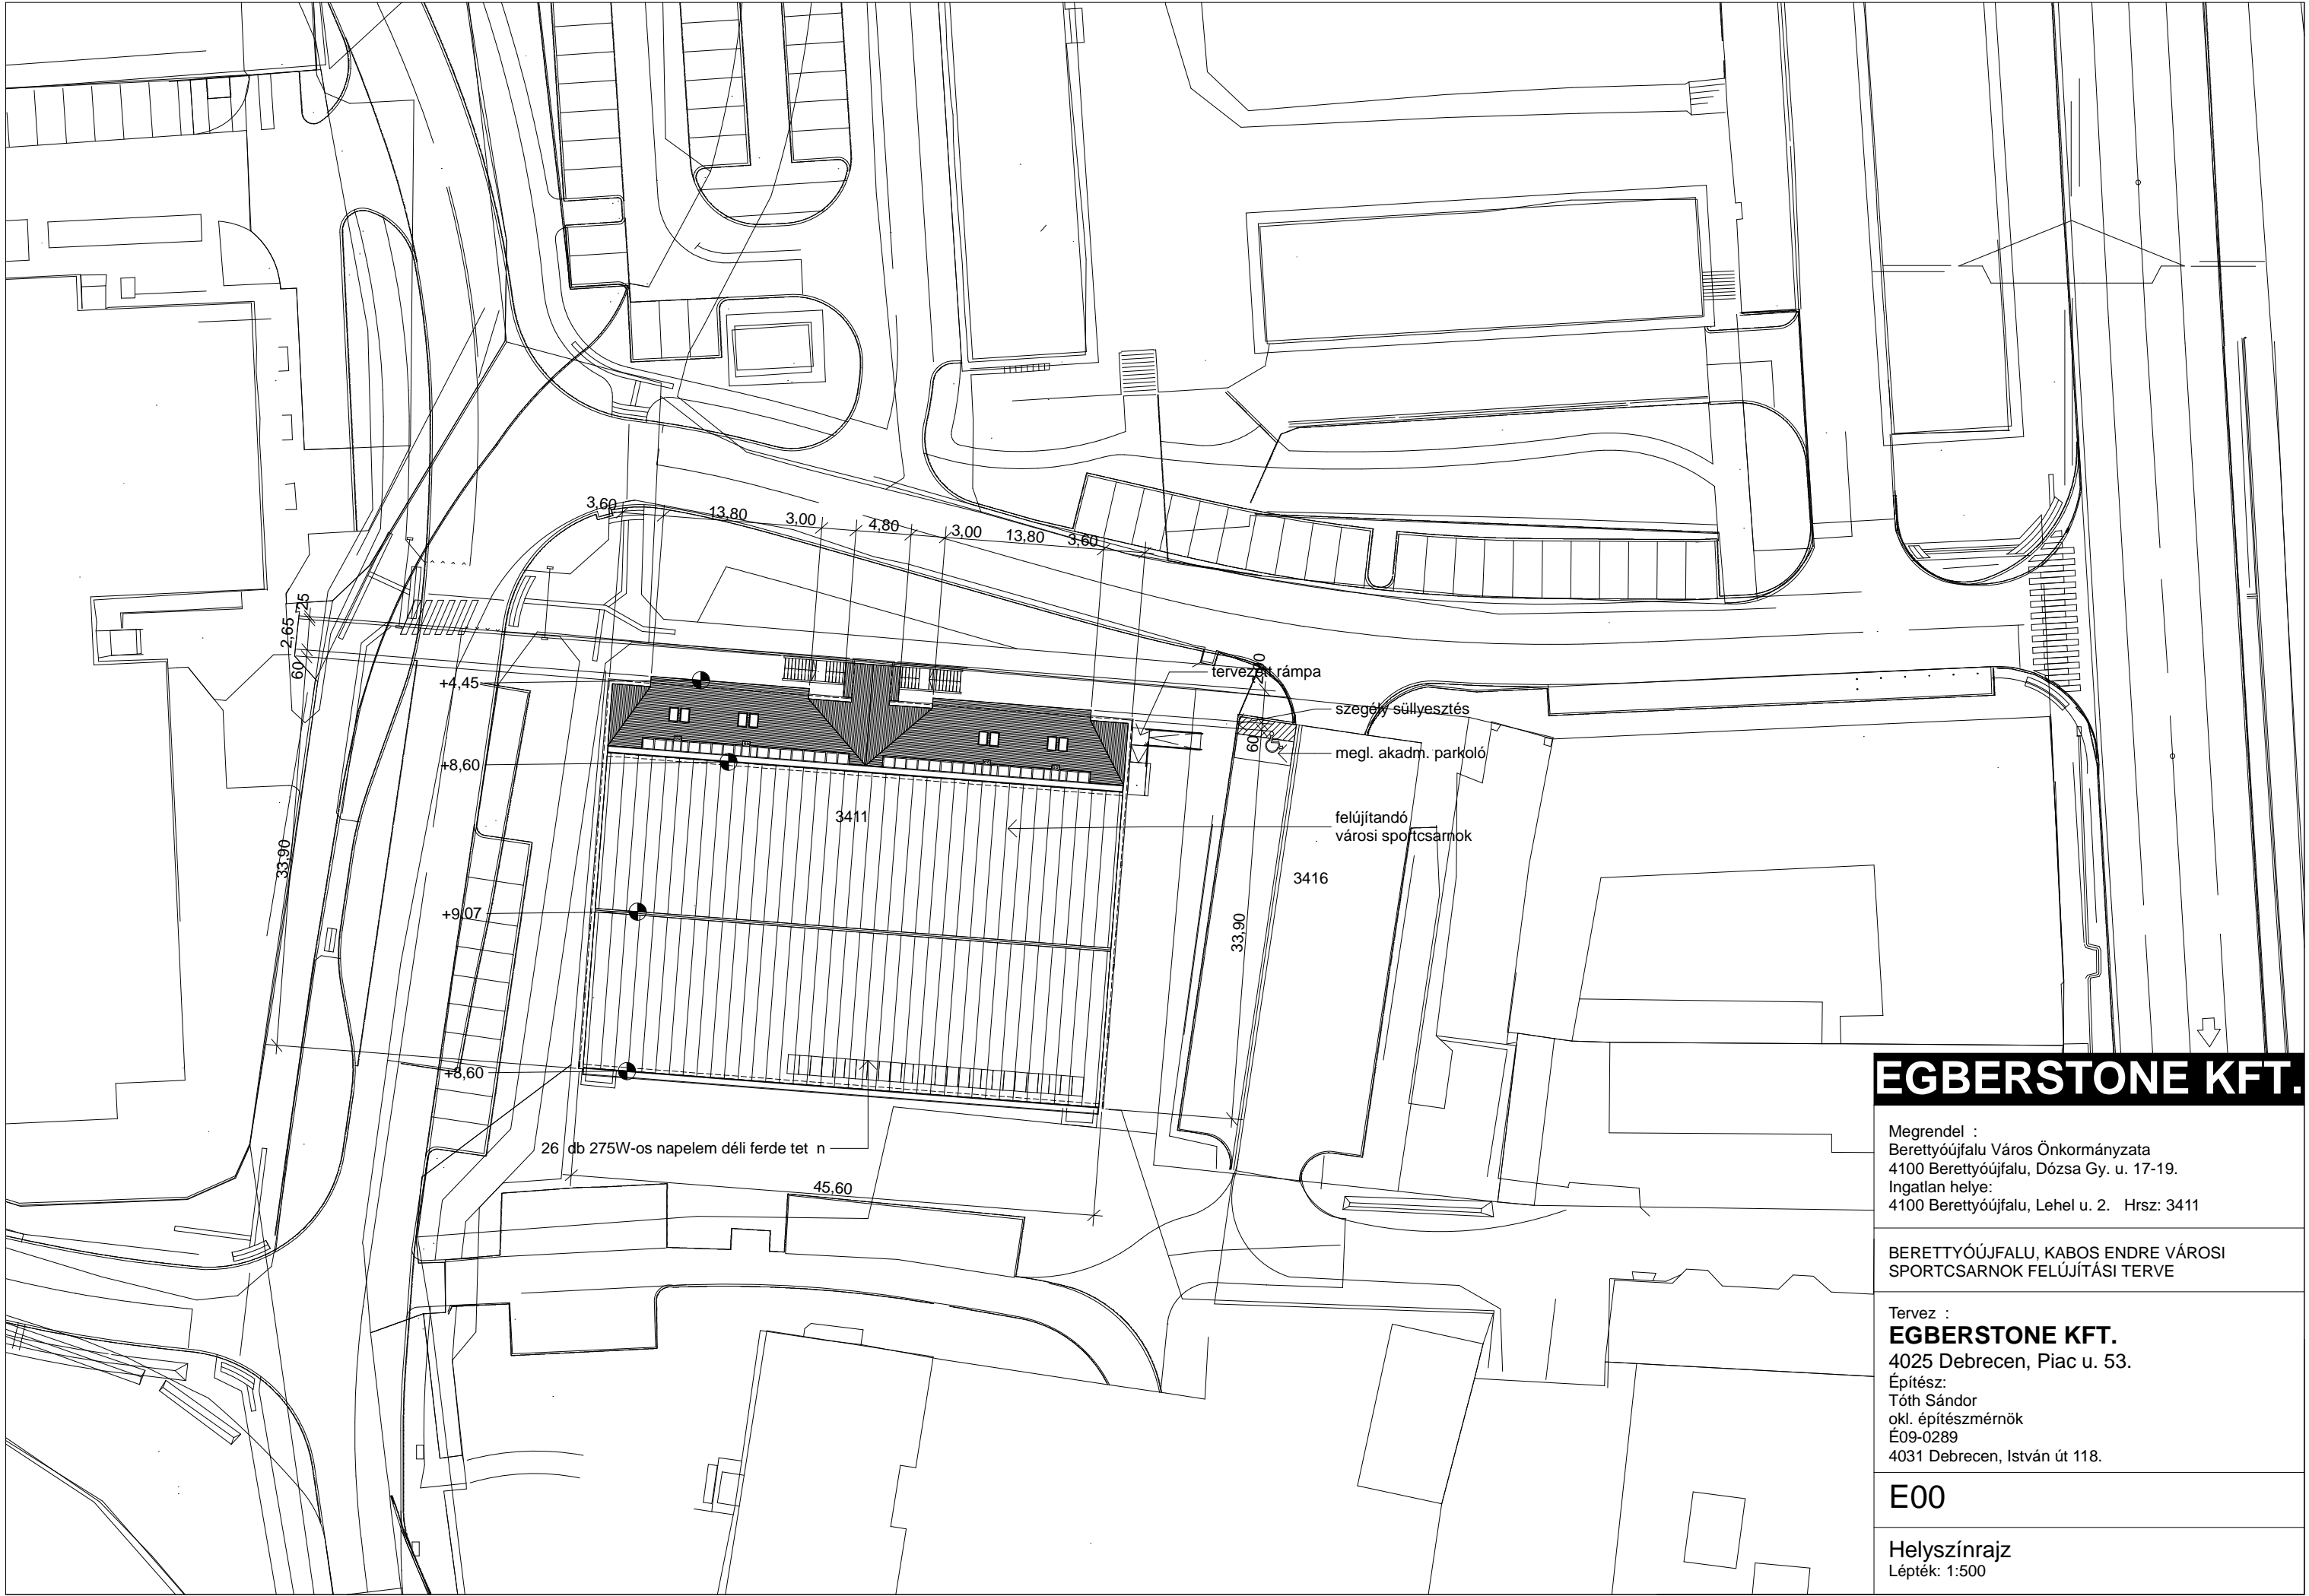 3,60
13,80
3,00
4,80
3,00
13,80
3,60
25
2,65
60
+4,45
tervezett rámpa
szegély süllyesztés
60
megl. akadm. parkoló
+8,60
3411
felújítandó
városi sportcsarnok
33,90
3416
+9,07
33,90
+8,60
26 db 275W-os napelem déli ferde tet n
45,60
EGBERSTONE KFT.
Megrendel :
Berettyóújfalu Város Önkormányzata
4100 Berettyóújfalu, Dózsa Gy. u. 17-19.
Ingatlan helye:
4100 Berettyóújfalu, Lehel u. 2. Hrsz: 3411
BERETTYÓÚJFALU, KABOS ENDRE VÁROSI
SPORTCSARNOK FELÚJÍTÁSI TERVE
Tervez :
EGBERSTONE KFT.
4025 Debrecen, Piac u. 53.
Építész:
Tóth Sándor
okl. építészmérnök
É09-0289
4031 Debrecen, István út 118.
E00
Helyszínrajz
Lépték: 1:500